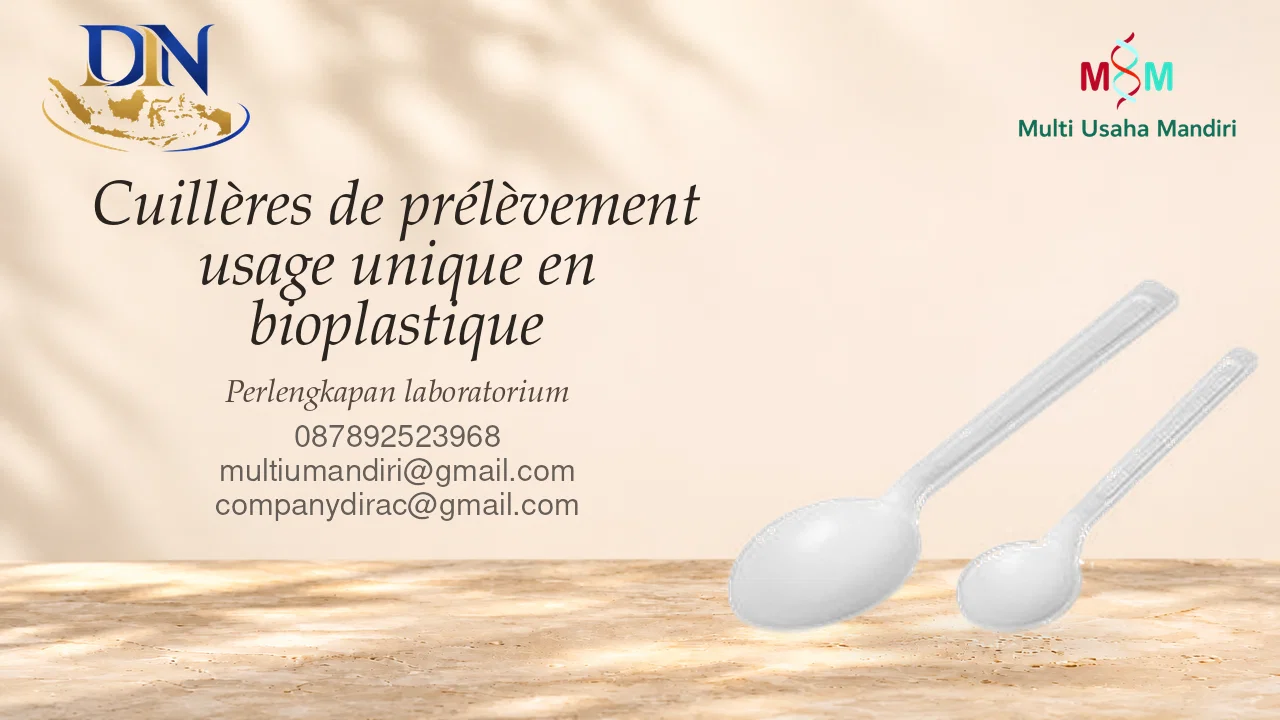 DIN
M M
Multi Usaha Mandiri
Cuillères de prélèvement
usage unique en
bioplastique
Perlengkapan laboratorium
087892523968
multiumandiri@gmail.com
companydirac@gmail.com